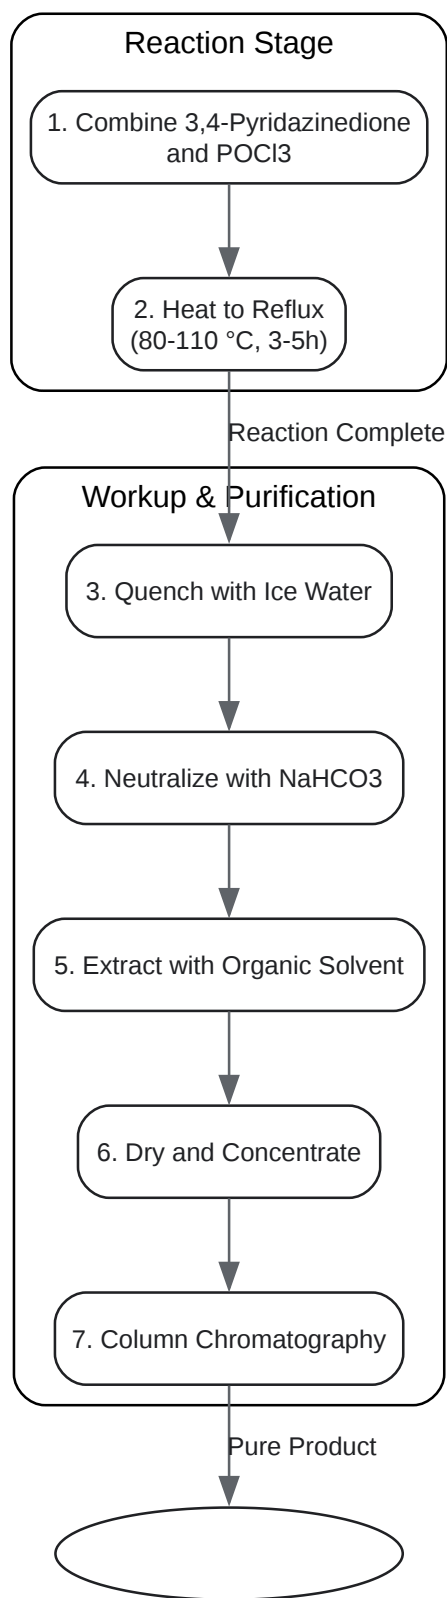 Reaction Stage
1. Combine 3,4-Pyridazinedione
and POCl3
2. Heat to Reflux
(80-110 °C, 3-5h)
Reaction Complete
Workup & Purification
3. Quench with Ice Water
4. Neutralize with NaHCO3
5. Extract with Organic Solvent
6. Dry and Concentrate
7. Column Chromatography
Pure Product